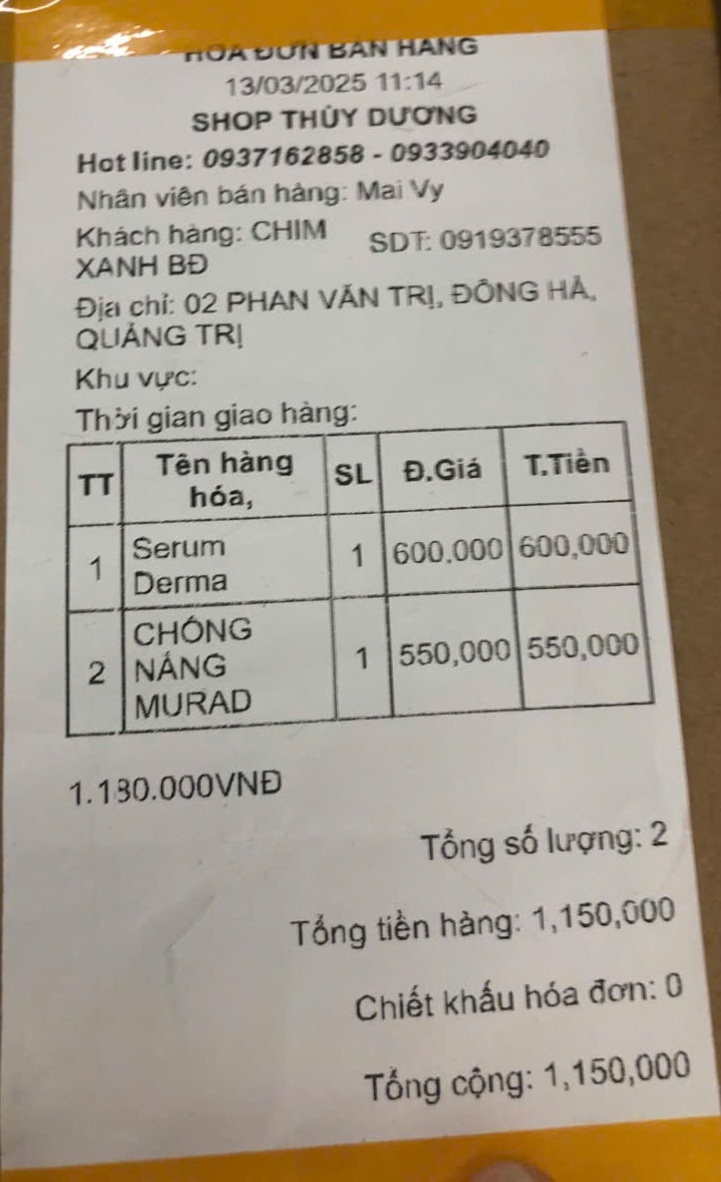 HÓA ĐƠN BÁN HÀNG
13/03/2025 11:14
SHOP THÙY DƯƠNG
Hotline: 0937162858 - 0933904040
Nhân viên bán hàng: Mai Vy
Khách hàng: CHIM XANH BĐ
SDT: 0919378555
Địa chỉ: 02 PHAN VĂN TRỊ, ĐÔNG HÀ,
QUẢNG TRỊ
Khu vực:
Thời gian giao hàng:
TT Tên hàng hóa, SL Đ.Giá T.Tiền
1 Serum Derma 1 600.000 600,000
2 CHỐNG NẮNG MURAD 1 550,000 550,000
1.180.000VNĐ
Tổng số lượng: 2
Tổng tiền hàng: 1,150,000
Chiết khấu hóa đơn: 0
Tổng cộng: 1,150,000